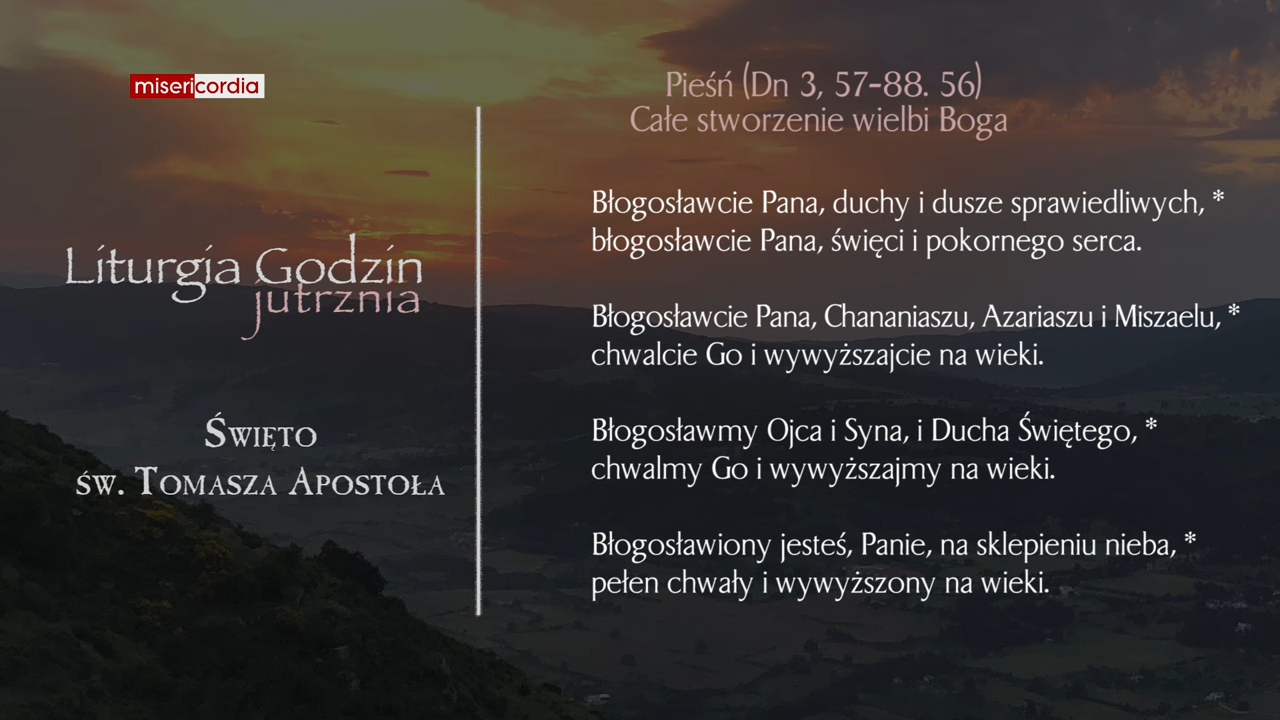 misericordia
Liturgia Godzin
jutrznia
Święto
św. Tomasza Apostoła
Pieśń (Dn 3, 57-88. 56)
Całe stworzenie wielbi Boga
Błogosławcie Pana, duchy i dusze sprawiedliwych, *
błogosławcie Pana, święci i pokornego serca.
Błogosławcie Pana, Chananiaszu, Azariaszu i Miszaelu, *
chwalcie Go i wywyższajcie na wieki.
Błogosławmy Ojca i Syna, i Ducha Świętego, *
chwalmy Go i wywyższajmy na wieki.
Błogosławiony jesteś, Panie, na sklepieniu nieba, *
pełen chwały i wywyższony na wieki.